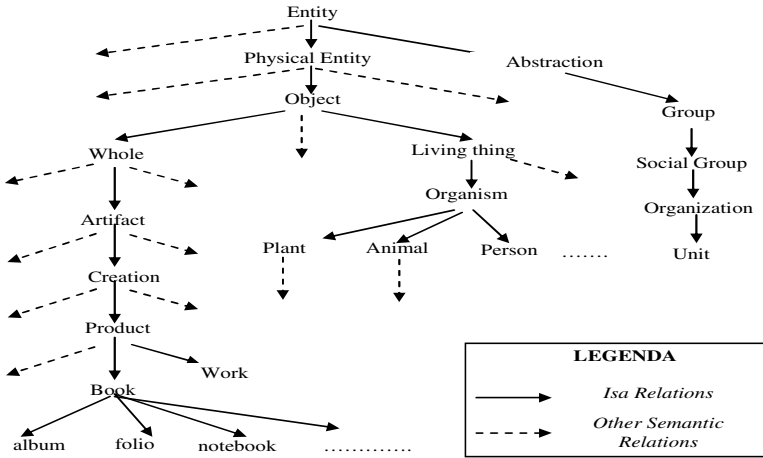 Entity
Physical Entity
Abstraction
Object
Group
Whole
Living thing
Social Group
Organism
Organization
Artifact
Plant
Animal
Person
.......
Unit
Creation
Product
Work
Book
album
folio
notebook
.............
LEGENDA
Isa Relations
Other Semantic
Relations